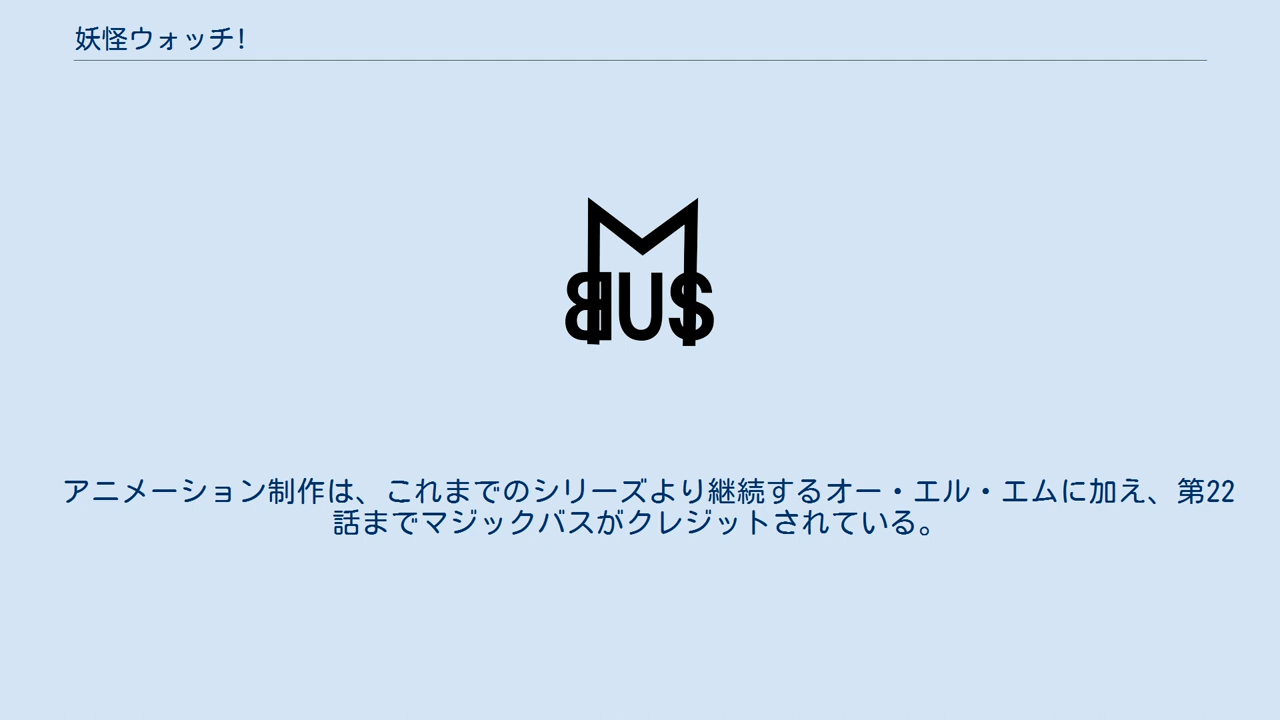 妖怪ウォッチ!
M
BUS
アニメーション制作は、これまでのシリーズより継続するオー・エル・エムに加え、第22
話までマジックバスがクレジットされている。